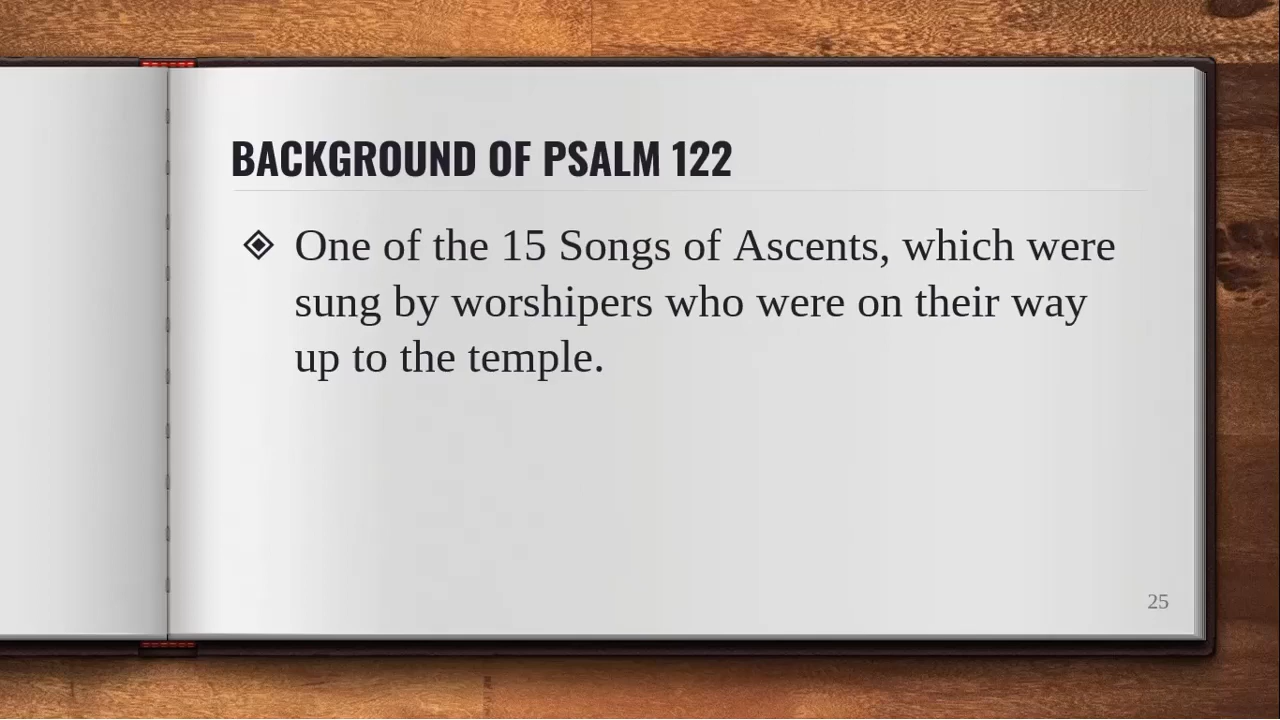 BACKGROUND OF PSALM 122
One of the 15 Songs of Ascents, which were
sung by worshipers who were on their way
up to the temple.
25